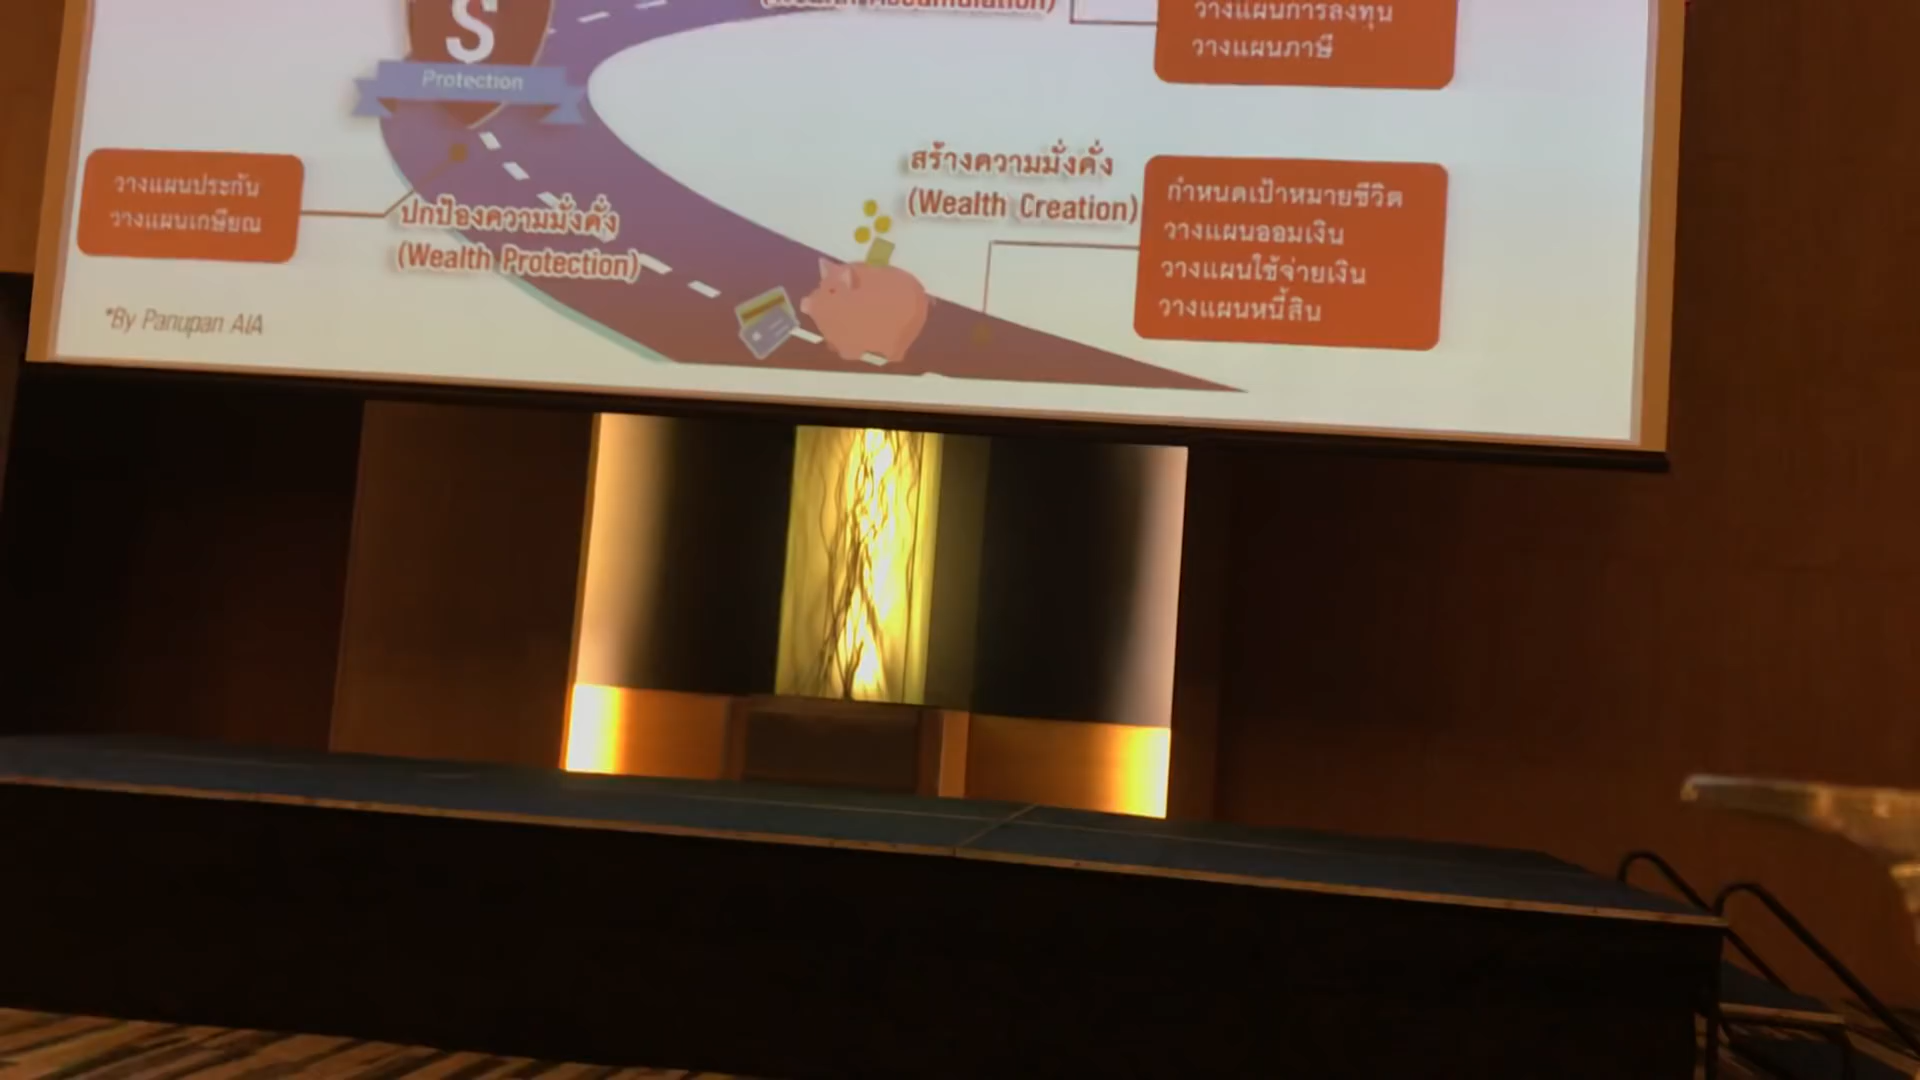 (Wealth Accumulation)
วางแผนการลงทุน
วางแผนภาษี
S
Protection
สร้างความมั่งคั่ง
(Wealth Creation)
กำหนดเป้าหมายชีวิต
วางแผนออมเงิน
วางแผนใช้จ่ายเงิน
วางแผนหนี้สิน
วางแผนประกัน
วางแผนเกษียณ
ปกป้องความมั่งคั่ง
(Wealth Protection)
*By Panupan AIA